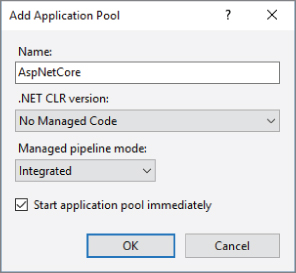 Add Application Pool
Name:
AspNetCore
.NET CLR version:
No Managed Code
Managed pipeline mode:
Integrated
Start application pool immediately
OK Cancel